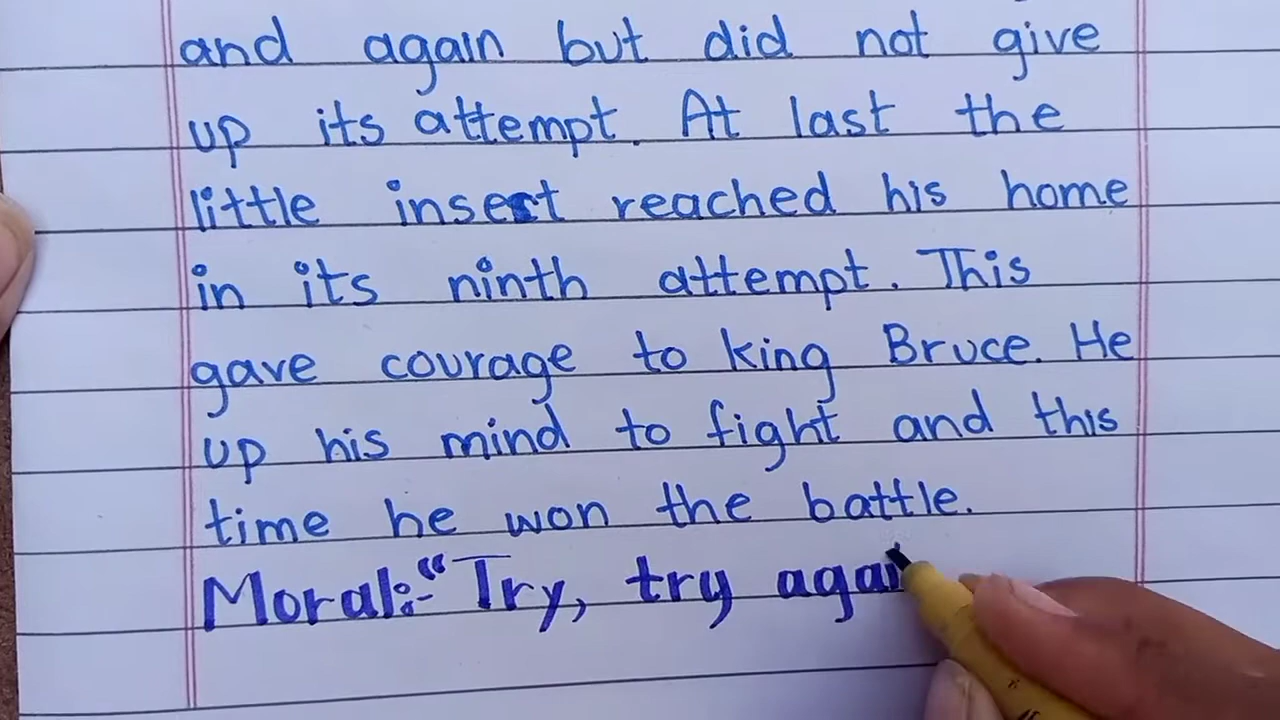 and again but did not give
up its attempt. At last the
little insect reached his home
in its ninth attempt. This
gave courage to king Bruce. He
up his mind to fight and this
time he won the battle.
Moral:- "Try, try agai